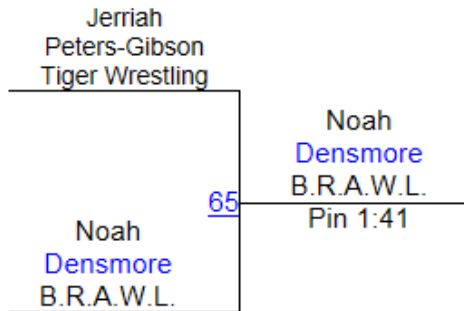 Jerriah
Peters-Gibson
Tiger Wrestling
Noah
Densmore
B.R.A.W.L.
Pin 1:41
65
Noah
Densmore
B.R.A.W.L.